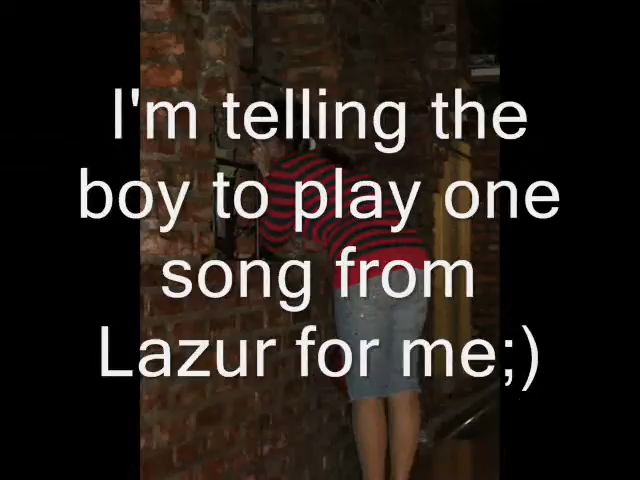 I'm telling the
boy to play one
song from
Lazur for me;)